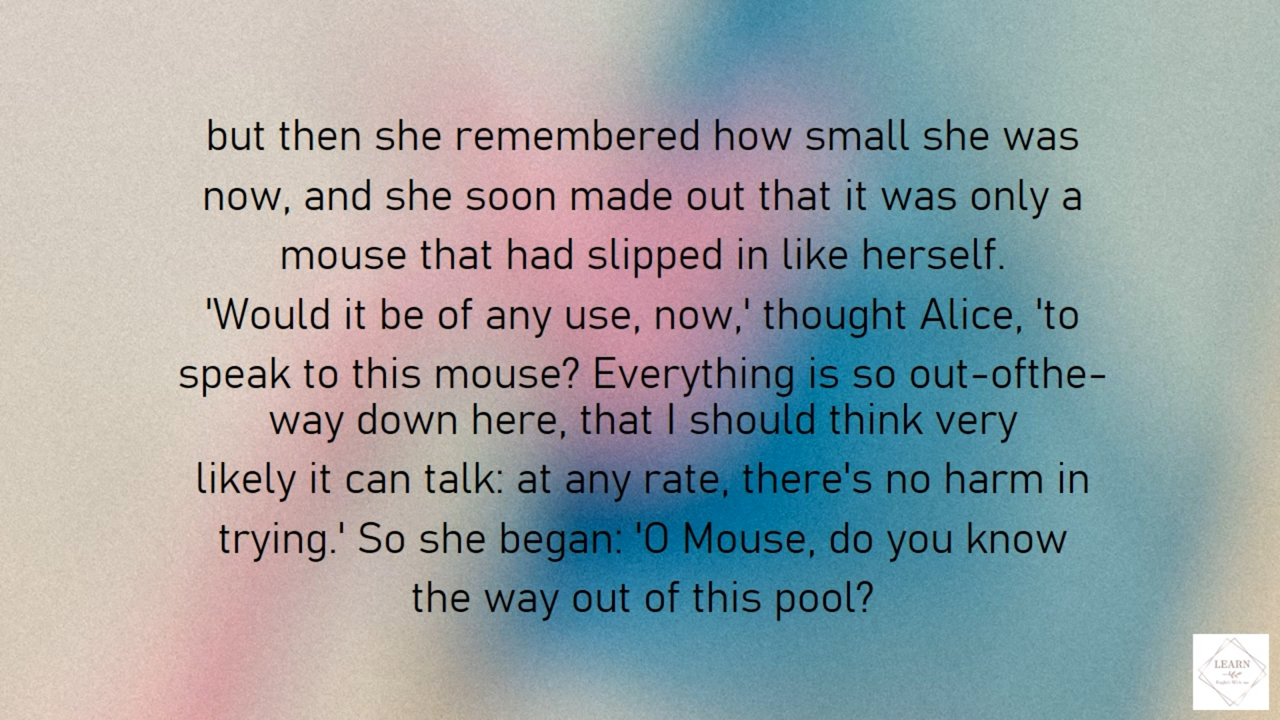 but then she remembered how small she was
now, and she soon made out that it was only a
mouse that had slipped in like herself.
'Would it be of any use, now,' thought Alice, 'to
speak to this mouse? Everything is so out-ofthe-
way down here, that I should think very
likely it can talk: at any rate, there's no harm in
trying.' So she began: 'O Mouse, do you know
the way out of this pool?
LEARN